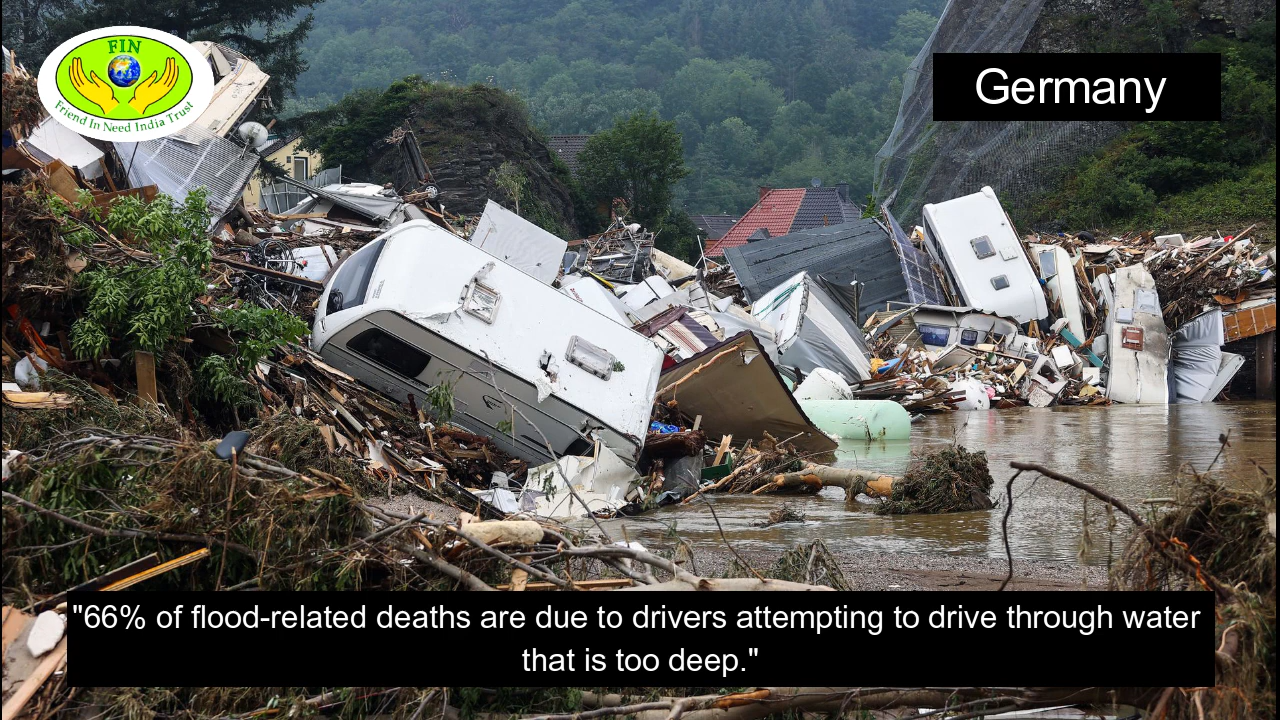 FIN
Friend In Need India Trust
Germany
"66% of flood-related deaths are due to drivers attempting to drive through water
that is too deep."